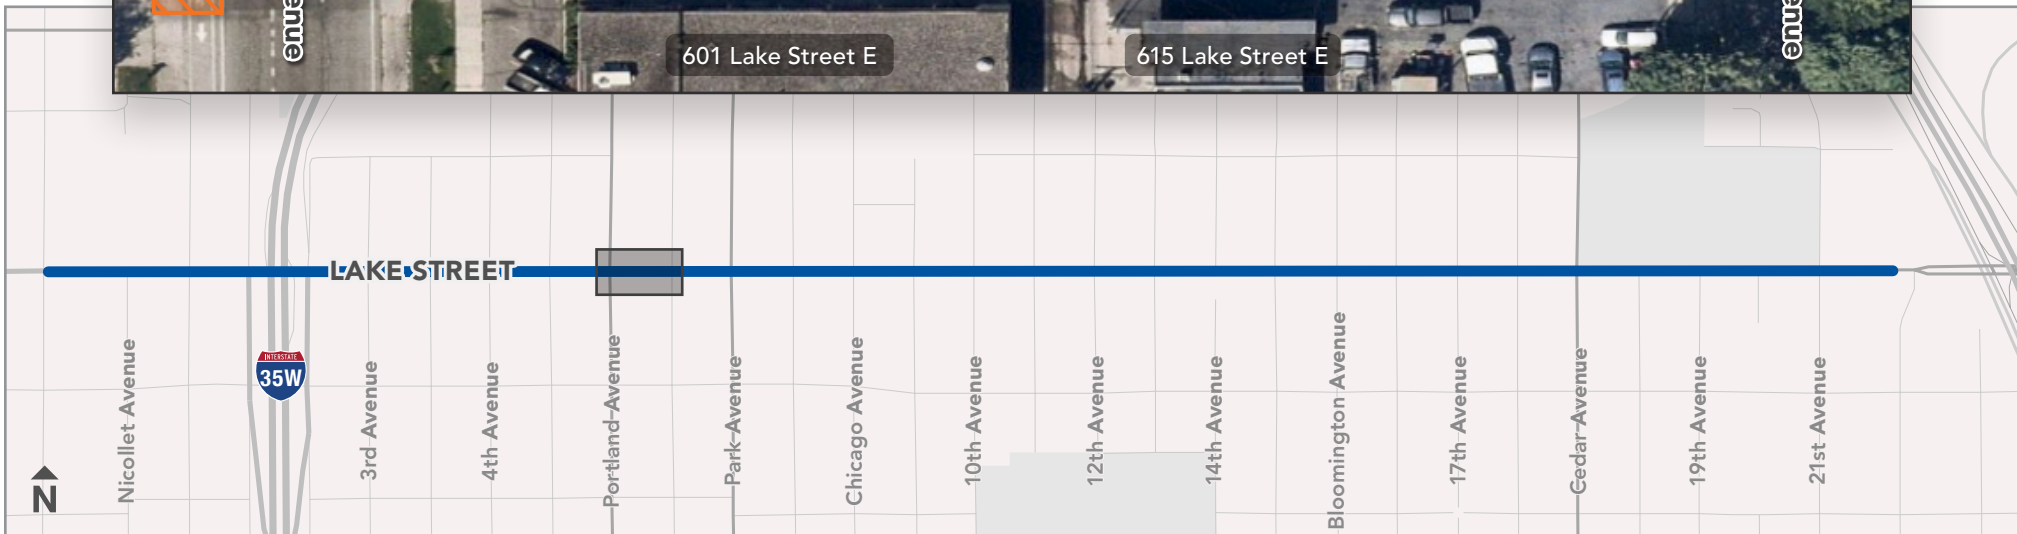 601 Lake Street E
615 Lake Street E
LAKE STREET
INTERSTATE
35W
Nicollet Avenue
3rd Avenue
4th Avenue
Portland Avenue
Park Avenue
Chicago Avenue
10th Avenue
12th Avenue
14th Avenue
Bloomington Avenue
17th Avenue
Cedar Avenue
19th Avenue
21st Avenue
N